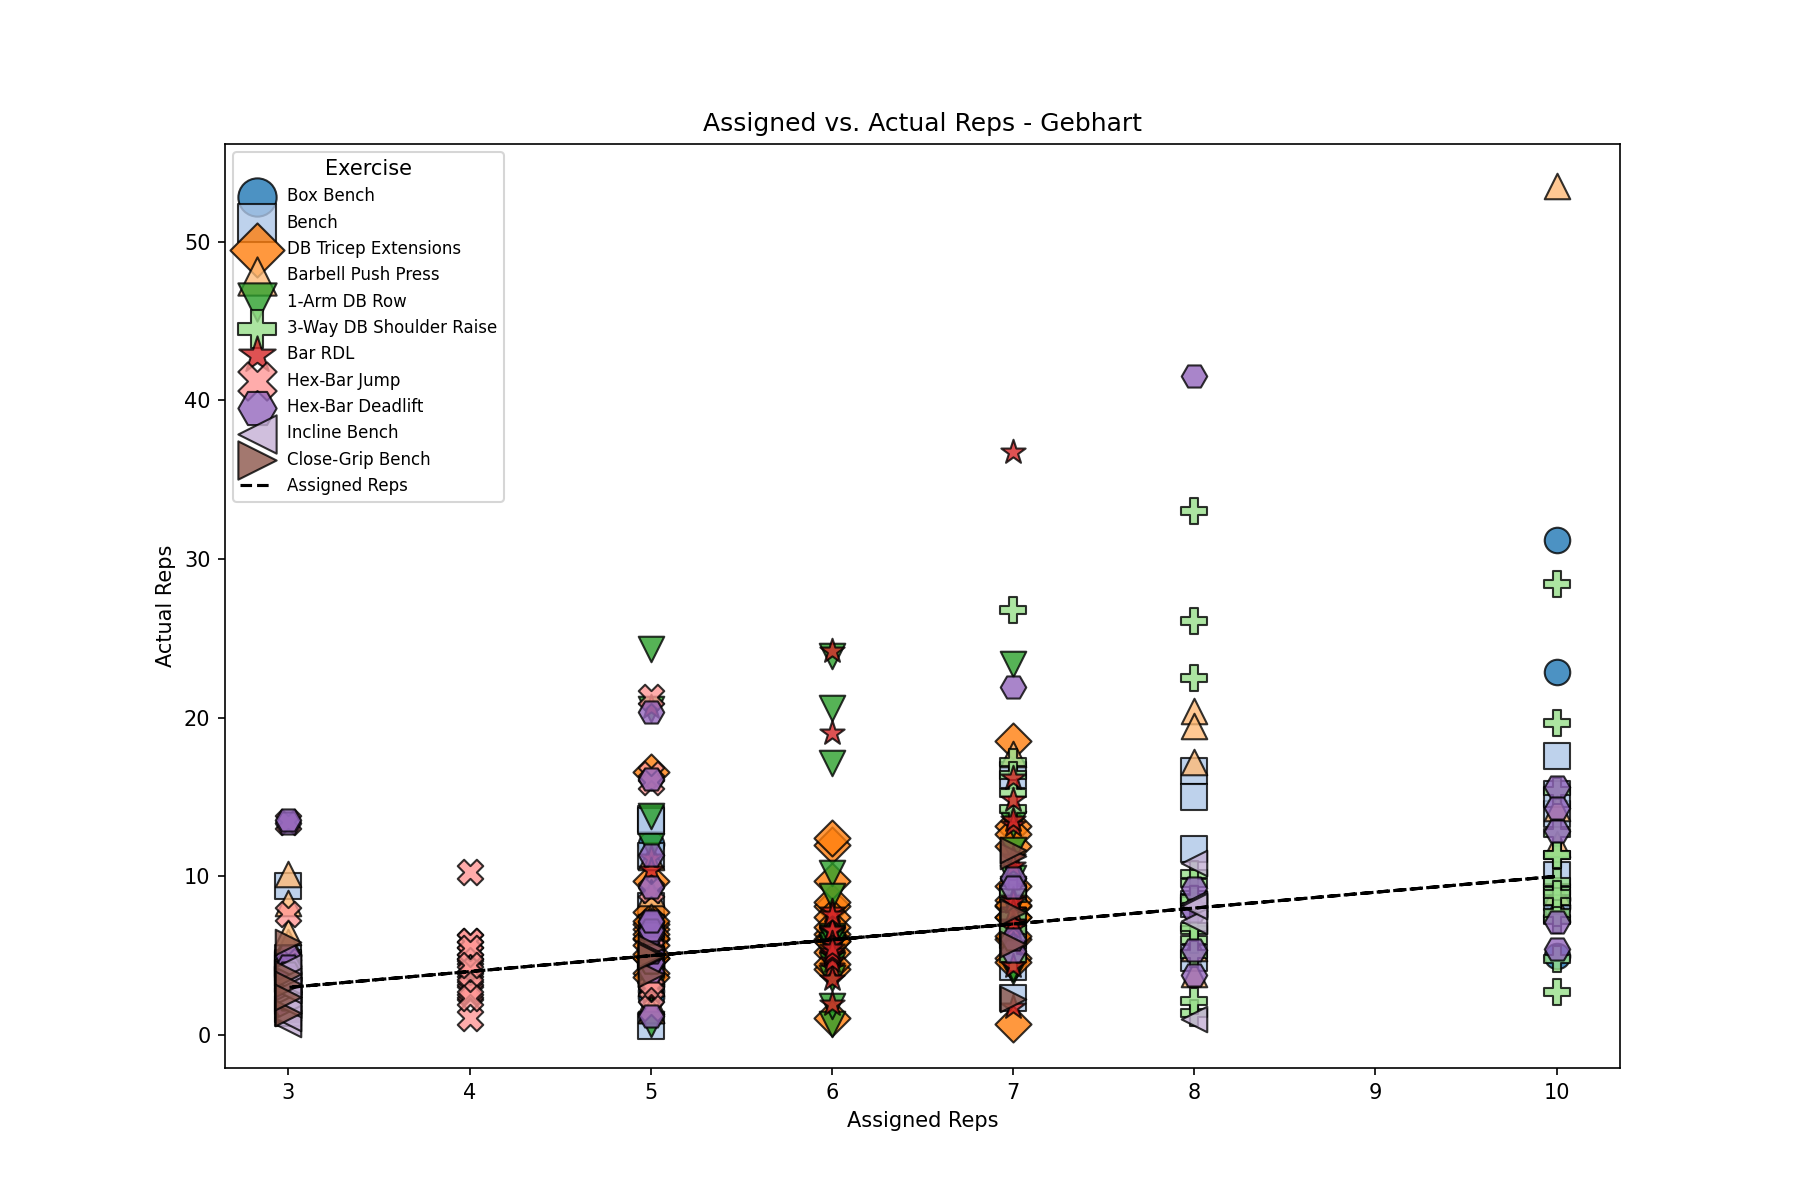 Assigned vs. Actual Reps - Gebhart
Exercise
Box Bench
Bench
DB Tricep Extensions
Barbell Push Press
1-Arm DB Row
3-Way DB Shoulder Raise
Bar RDL
Hex-Bar Jump
Hex-Bar Deadlift
Incline Bench
Close-Grip Bench
Assigned Reps
50
40
30
20
10
0
Actual Reps
3 4 5 6 7 8 9 10
Assigned Reps